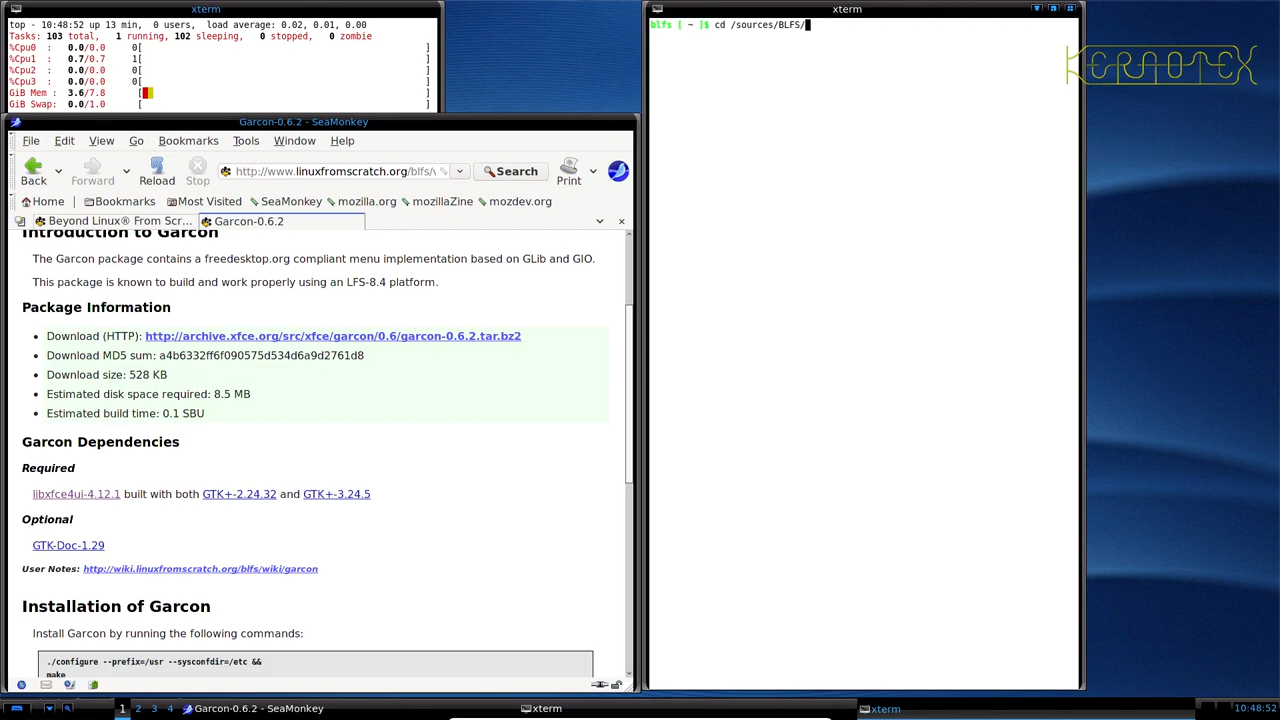 xterm
top - 10:48:52 up 13 min, 0 users, load average: 0.02, 0.01, 0.00
Tasks: 103 total, 1 running, 102 sleeping, 0 stopped, 0 zombie
%Cpu0 : 0.0/0.0 0[ ]
%Cpu1 : 0.7/0.7 1[ ]
%Cpu2 : 0.0/0.0 0[ ]
%Cpu3 : 0.0/0.0 0[ ]
GiB Mem : 3.6/7.8 [ ]
GiB Swap: 0.0/1.0 [ ]
Garcon-0.6.2 - SeaMonkey
File Edit View Go Bookmarks Tools Window Help
Back Forward Reload Stop http://www.linuxfromscratch.org/blfs/v Search Print
Home Bookmarks Most Visited SeaMonkey mozilla.org mozillaZine mozdev.org
Beyond Linux® From Scr... Garcon-0.6.2
Introduction to Garcon
The Garcon package contains a freedesktop.org compliant menu implementation based on GLib and GIO.
This package is known to build and work properly using an LFS-8.4 platform.
Package Information
• Download (HTTP): http://archive.xfce.org/src/xfce/garcon/0.6/garcon-0.6.2.tar.bz2
• Download MD5 sum: a4b6332ff6f090575d534d6a9d2761d8
• Download size: 528 KB
• Estimated disk space required: 8.5 MB
• Estimated build time: 0.1 SBU
Garcon Dependencies
Required
libxfce4ui-4.12.1 built with both GTK+-2.24.32 and GTK+-3.24.5
Optional
GTK-Doc-1.29
User Notes: http://wiki.linuxfromscratch.org/blfs/wiki/garcon
Installation of Garcon
Install Garcon by running the following commands:
./configure --prefix=/usr --sysconfdir=/etc &&
make
xterm
blfs [ ~ ]$ cd /sources/BLFS/
KERNOTEX
1 2 3 4 Garcon-0.6.2 - SeaMonkey xterm xterm 10:48:52